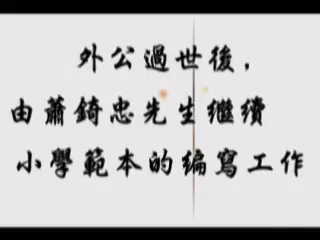 外公過世後，
由蕭錡忠先生繼續
小學範本的編寫工作